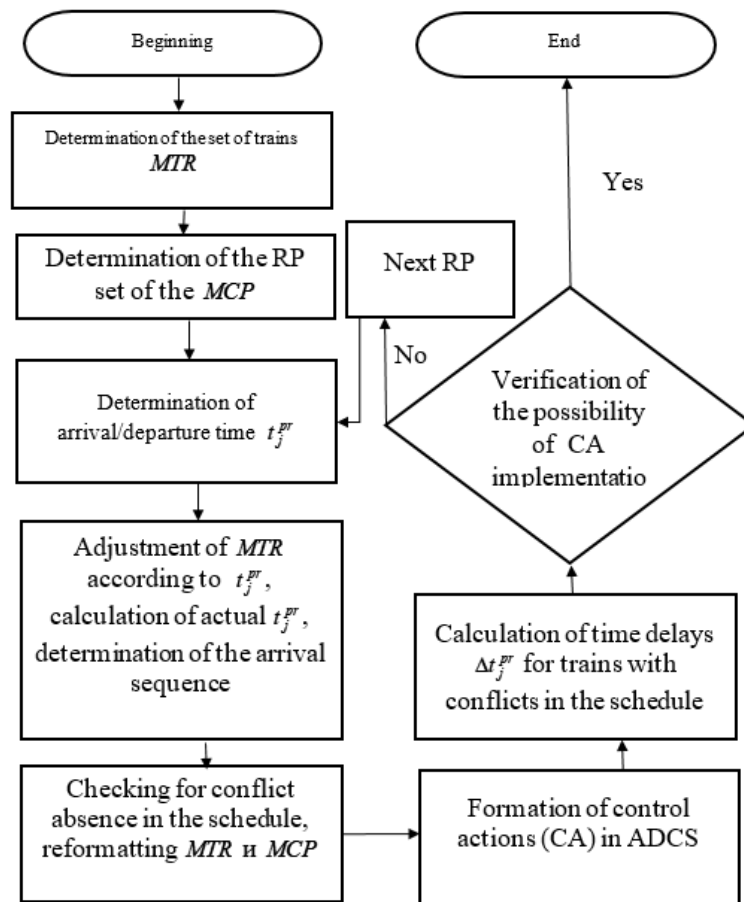 Beginning
Determination of the set of trains
MTR
Determination of the RP
set of the MCP
Determination of
arrival/departure time t_j^{pr}
Adjustment of MTR
according to t_j^{pr},
calculation of actual t_j^{pr},
determination of the arrival
sequence
Checking for conflict
absence in the schedule,
reformatting MTR и MCP
Formation of control
actions (CA) in ADCS
Calculation of time delays
Δt_j^{pr} for trains with
conflicts in the schedule
Verification of
the possibility
of CA
implementatio
No
Next RP
Yes
End